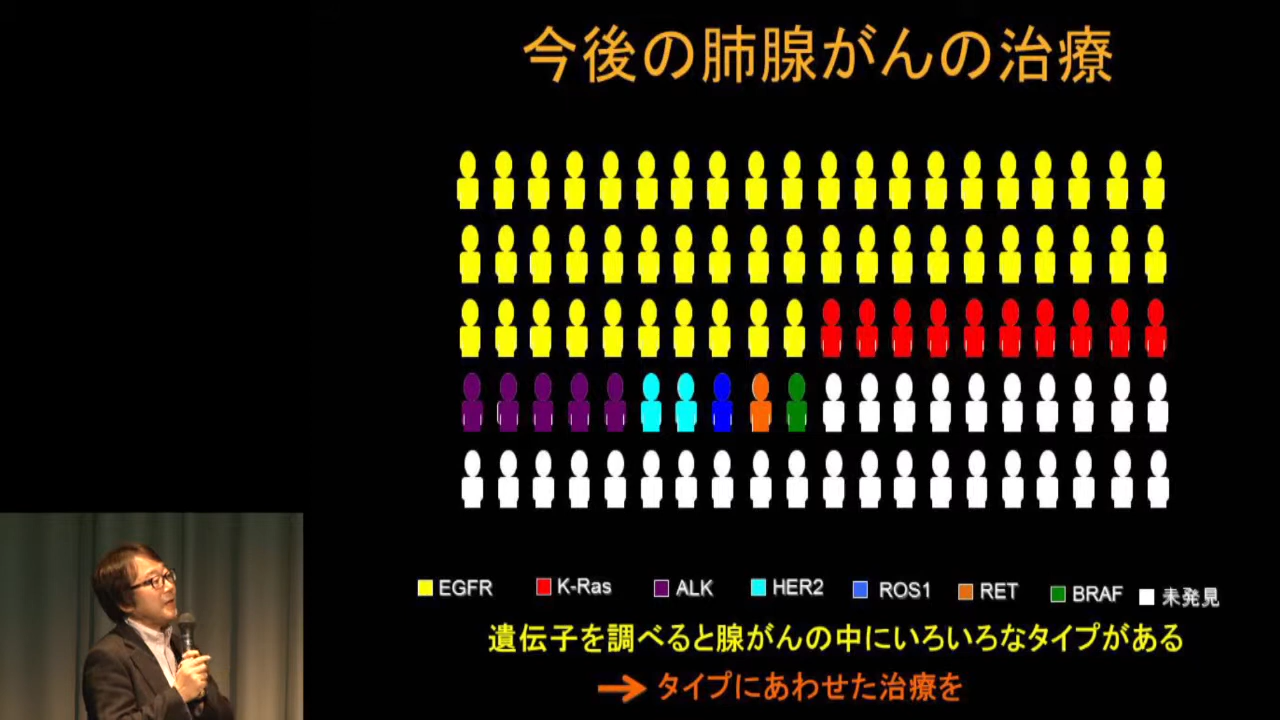 今後の肺腺がんの治療
EGFR K-Ras ALK HER2 ROS1 RET BRAF 未発見
遺伝子を調べると腺がんの中にいろいろなタイプがある
→ タイプにあわせた治療を